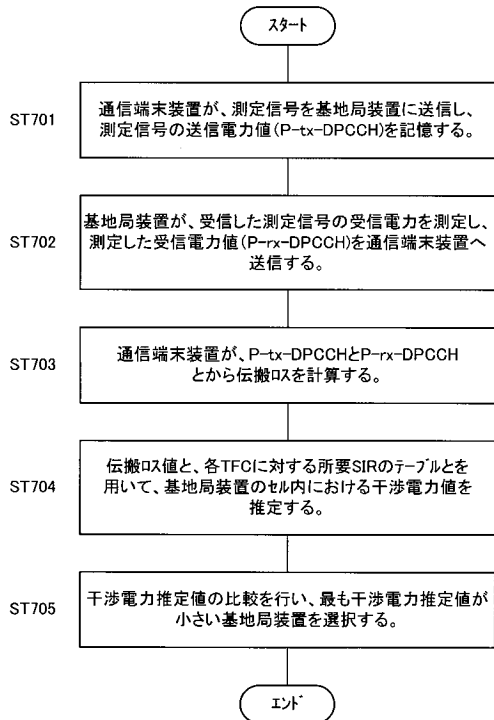 スタート
ST701
通信端末装置が、測定信号を基地局装置に送信し、
測定信号の送信電力値(P-tx-DPCCH)を記憶する。
ST702
基地局装置が、受信した測定信号の受信電力を測定し、
測定した受信電力値(P-rx-DPCCH)を通信端末装置へ
送信する。
ST703
通信端末装置が、P-tx-DPCCHとP-rx-DPCCH
とから伝搬ロスを計算する。
ST704
伝搬ロス値と、各TFCに対する所要SIRのテーブルとを
用いて、基地局装置のセル内における干渉電力値を
推定する。
ST705
干渉電力推定値の比較を行い、最も干渉電力推定値が
小さい基地局装置を選択する。
エンド